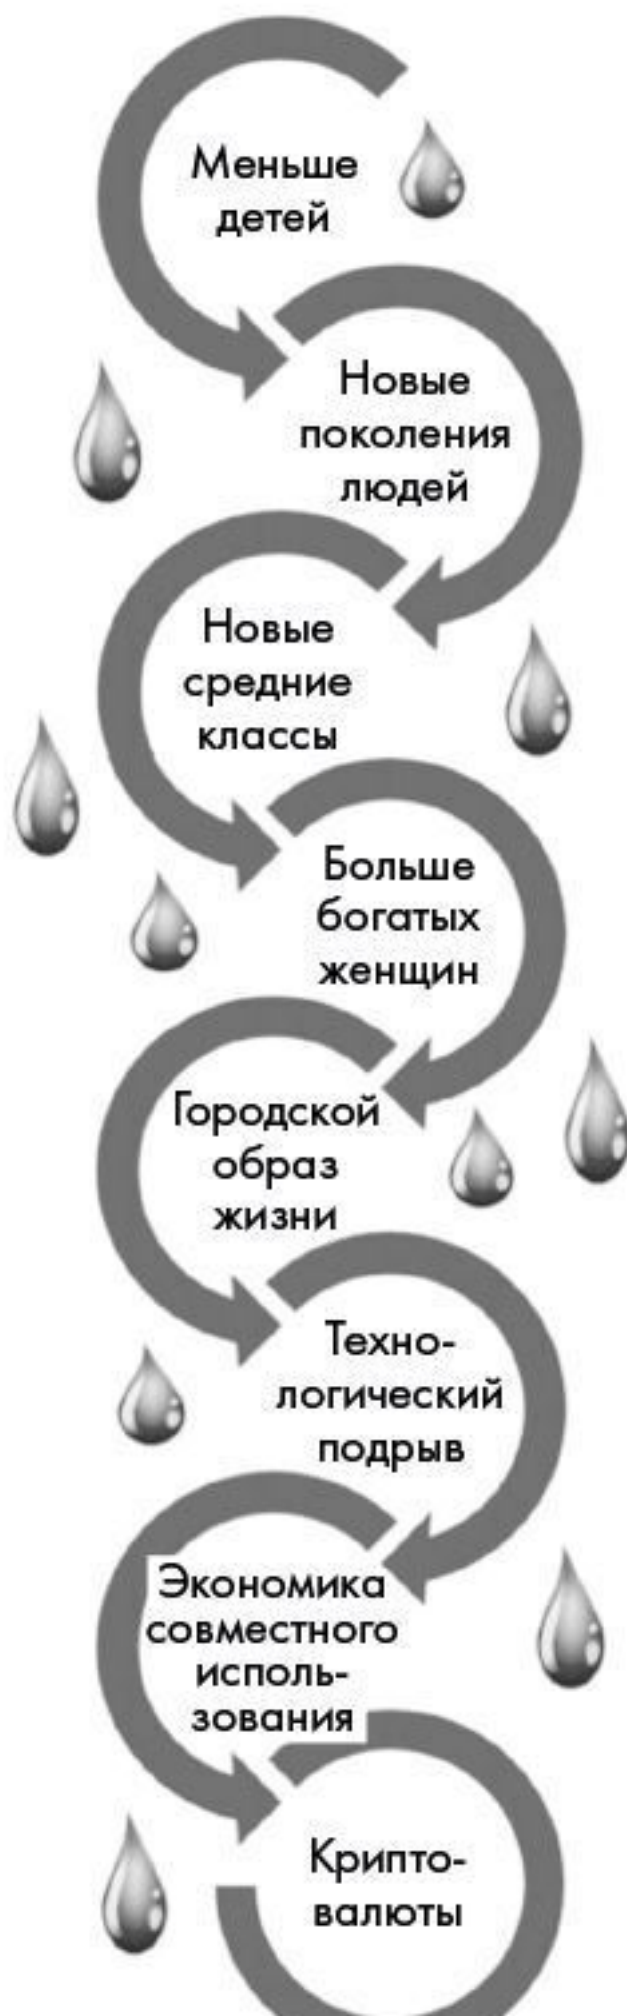 Меньше
детей
Новые
поколения
людей
Новые
средние
классы
Больше
богатых
женщин
Городской
образ
жизни
Техно-
логический
подрыв
Экономика
совместного
исполь-
зования
Крипто-
валюты